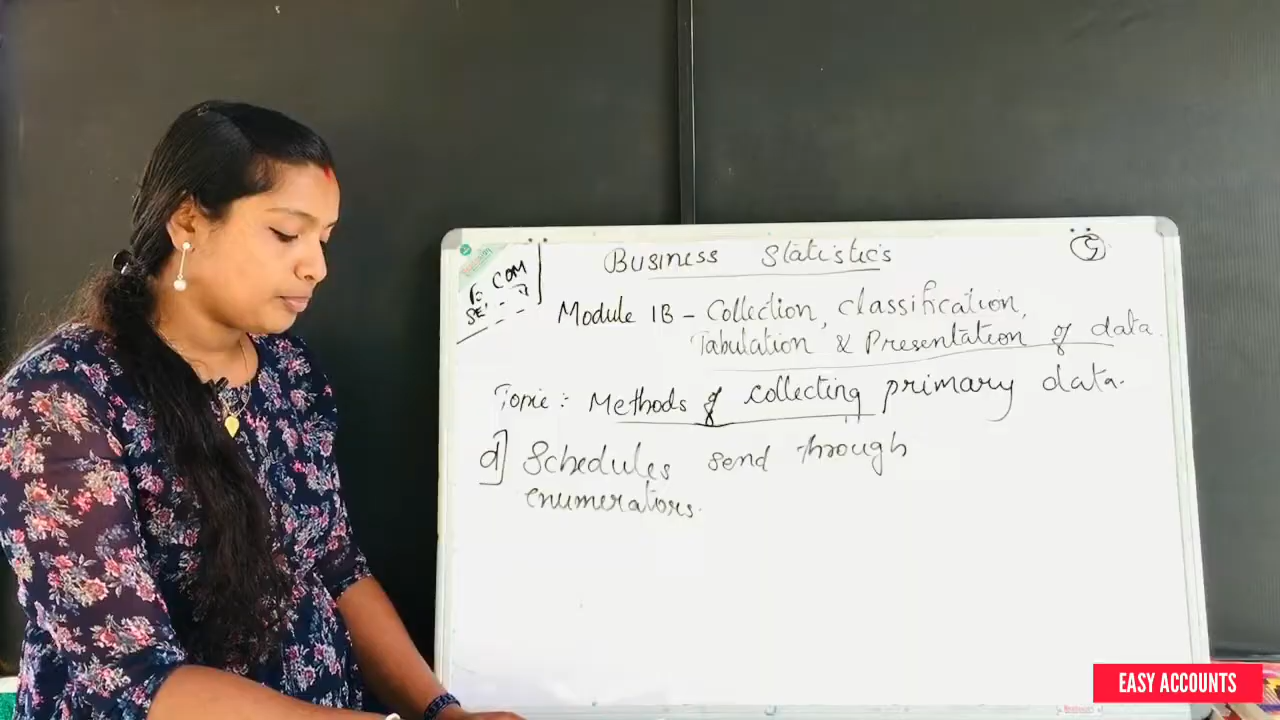 Business Statistics
5
B. COM
Module 1B - Collection, classification,
Tabulation & Presentation of data.
Topic :- Methods of collecting primary data.
d] Schedules send through
enumerators.
EASY ACCOUNTS